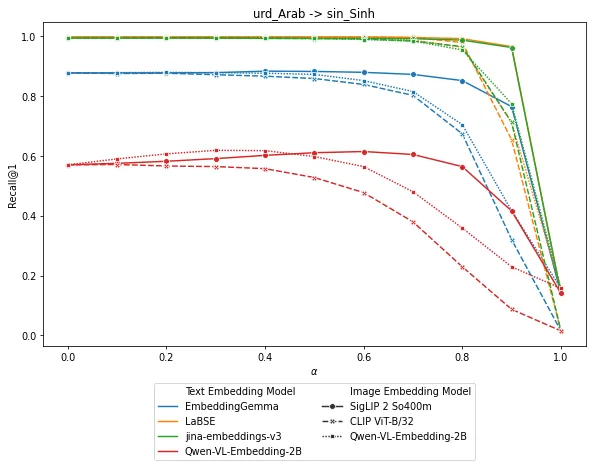 urd_Arab -> sin_Sinh
Recall@1
1.0
0.8
0.6
0.4
0.2
0.0
0.0 0.2 0.4 0.6 0.8 1.0
α
Text Embedding Model
EmbeddingGemma
LaBSE
jina-embeddings-v3
Qwen-VL-Embedding-2B
Image Embedding Model
SigLIP 2 So400m
CLIP ViT-B/32
Qwen-VL-Embedding-2B